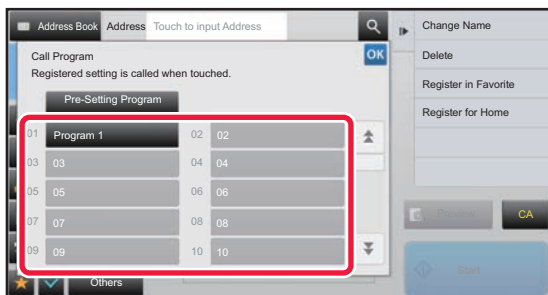 Address Book Address Touch to input Address
Call Program
OK
Registered setting is called when touched.
Pre-Setting Program
01 Program 1 02 02
03 03 04 04
05 05 06 06
07 07 08 08
09 09 10 10
Others
Change Name
Delete
Register in Favorite
Register for Home
Preview CA
Start